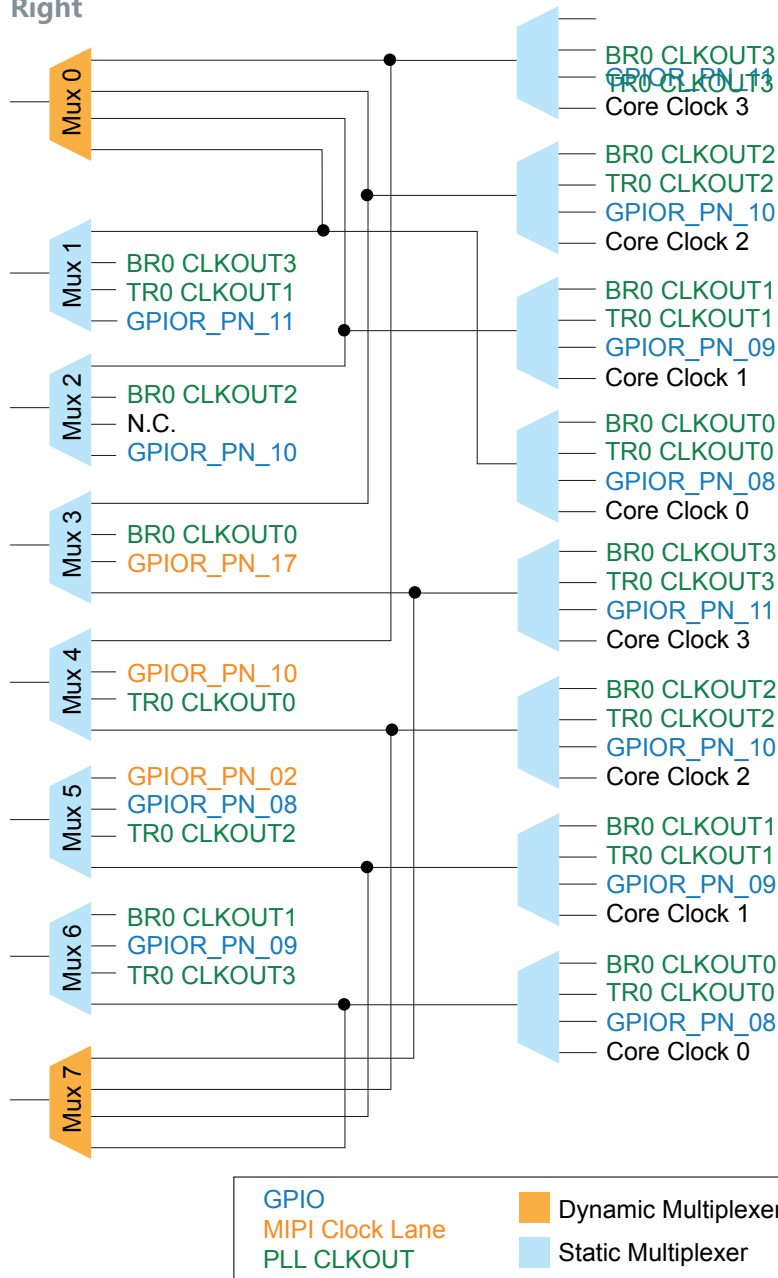 Right
Mux 0
BR0 CLKOUT3
GPIOR_PN_11
TR0 CLKOUT3
Core Clock 3
BR0 CLKOUT2
TR0 CLKOUT2
GPIOR_PN_10
Core Clock 2
Mux 1
BR0 CLKOUT3
TR0 CLKOUT1
GPIOR_PN_11
BR0 CLKOUT1
TR0 CLKOUT1
GPIOR_PN_09
Core Clock 1
Mux 2
BR0 CLKOUT2
N.C.
GPIOR_PN_10
BR0 CLKOUT0
TR0 CLKOUT0
GPIOR_PN_08
Core Clock 0
Mux 3
BR0 CLKOUT0
GPIOR_PN_17
BR0 CLKOUT3
TR0 CLKOUT3
GPIOR_PN_11
Core Clock 3
Mux 4
GPIOR_PN_10
TR0 CLKOUT0
BR0 CLKOUT2
TR0 CLKOUT2
GPIOR_PN_10
Core Clock 2
Mux 5
GPIOR_PN_02
GPIOR_PN_08
TR0 CLKOUT2
BR0 CLKOUT1
TR0 CLKOUT1
GPIOR_PN_09
Core Clock 1
Mux 6
BR0 CLKOUT1
GPIOR_PN_09
TR0 CLKOUT3
BR0 CLKOUT0
TR0 CLKOUT0
GPIOR_PN_08
Core Clock 0
Mux 7
GPIO
MIPI Clock Lane
PLL CLKOUT
Dynamic Multiplexer
Static Multiplexer